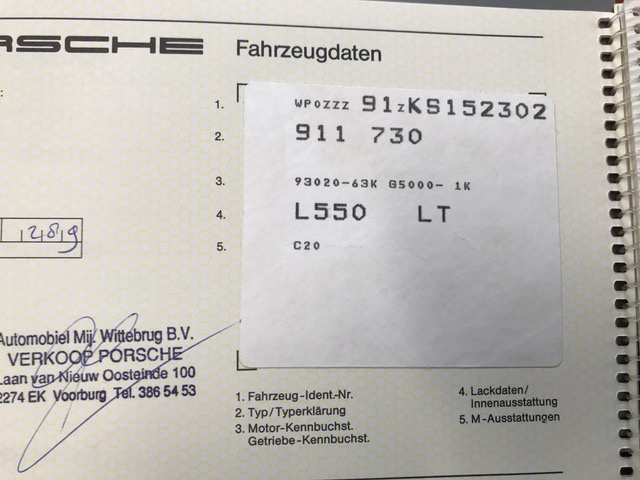 PORSCHE Fahrzeugdaten
1. WP0ZZZ 91ZKS152302
2. 911 730
3. 93020-63K G5000- 1K
4. L550 LT
5. C20
12819
Automobiel Mij. Wittebrug B.V.
VERKOOP PORSCHE
Laan van Nieuw Oosteinde 100
2274 EK Voorburg Tel. 386 54 53
1. Fahrzeug-Ident.-Nr.
2. Typ/Typerklärung
3. Motor-Kennbuchst.
Getriebe-Kennbuchst.
4. Lackdaten/
Innenausstattung
5. M-Ausstattungen